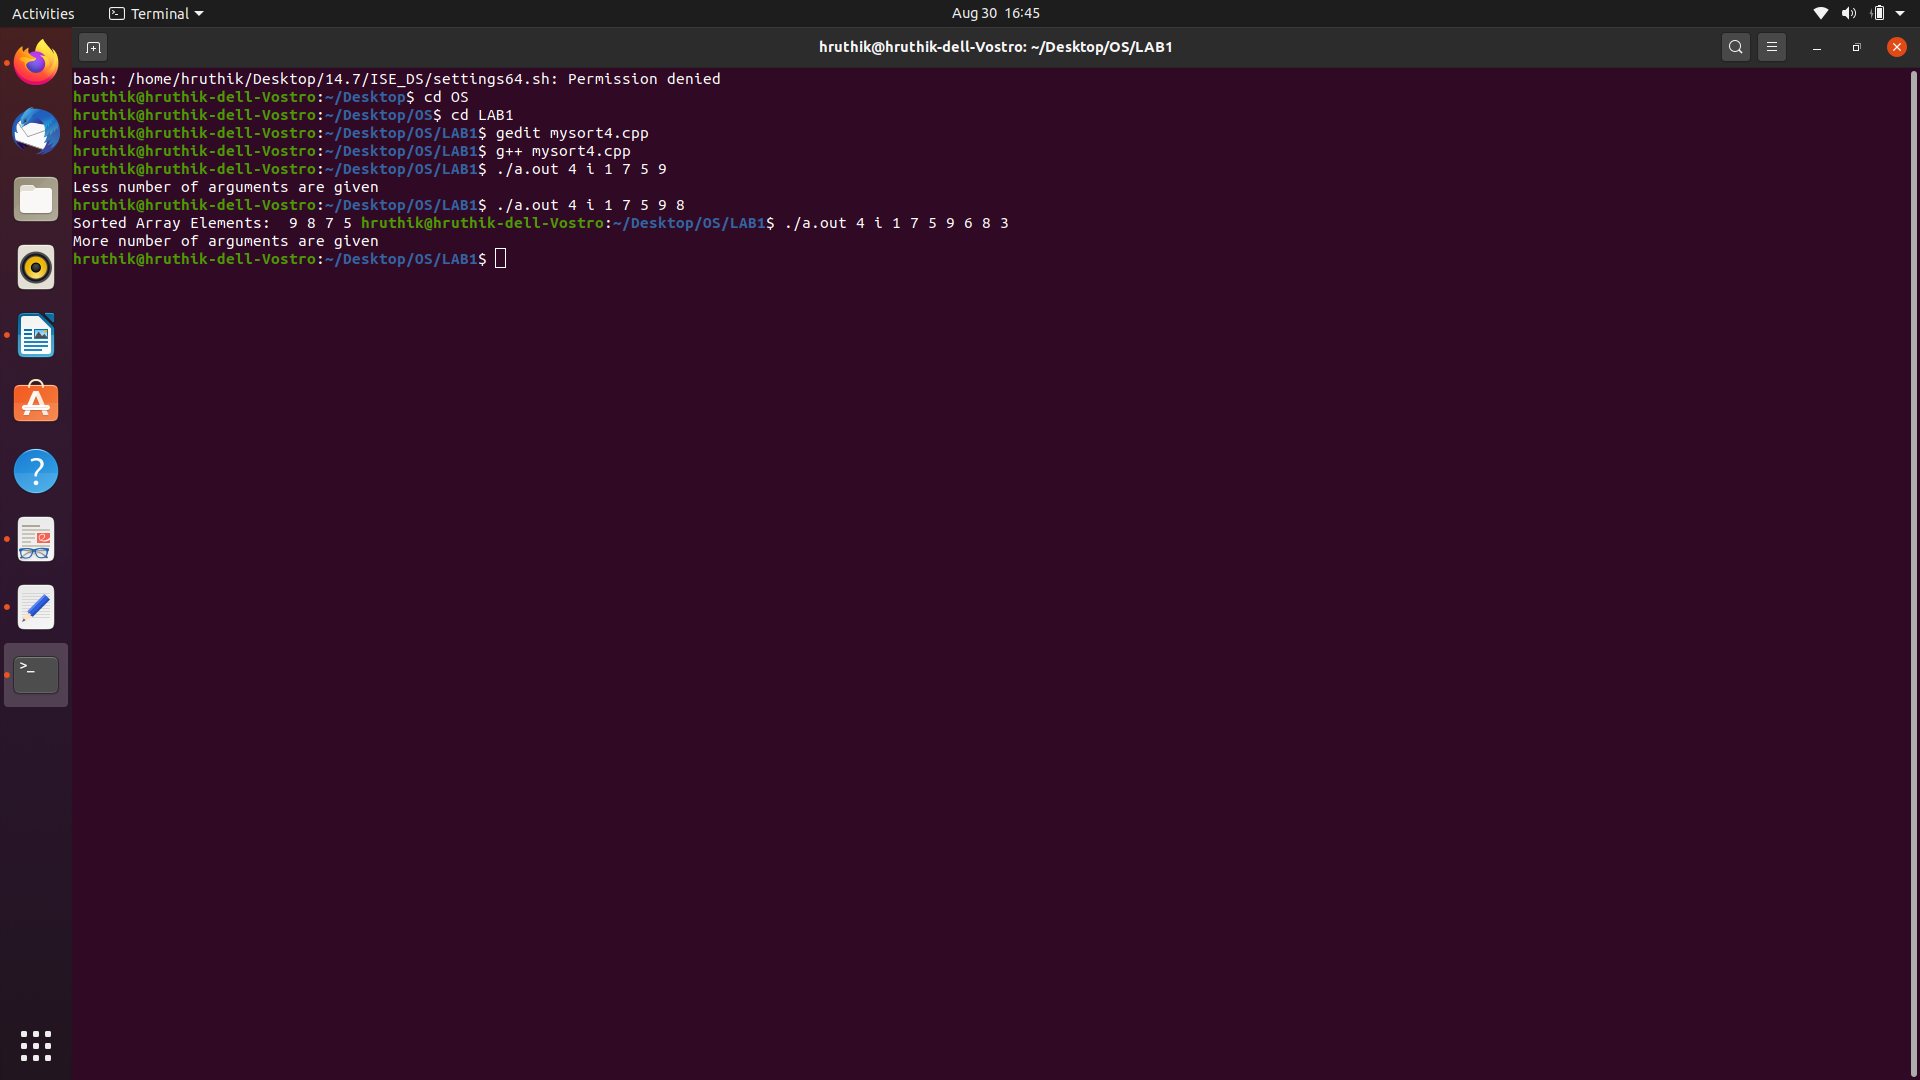 Activities
Terminal
Aug 30 16:45
hruthik@hruthik-dell-Vostro: ~/Desktop/OS/LAB1
bash: /home/hruthik/Desktop/14.7/ISE_DS/settings64.sh: Permission denied
hruthik@hruthik-dell-Vostro:~/Desktop$ cd OS
hruthik@hruthik-dell-Vostro:~/Desktop/OS$ cd LAB1
hruthik@hruthik-dell-Vostro:~/Desktop/OS/LAB1$ gedit mysort4.cpp
hruthik@hruthik-dell-Vostro:~/Desktop/OS/LAB1$ g++ mysort4.cpp
hruthik@hruthik-dell-Vostro:~/Desktop/OS/LAB1$ ./a.out 4 i 1 7 5 9
Less number of arguments are given
hruthik@hruthik-dell-Vostro:~/Desktop/OS/LAB1$ ./a.out 4 i 1 7 5 9 8
Sorted Array Elements:  9 8 7 5 hruthik@hruthik-dell-Vostro:~/Desktop/OS/LAB1$ ./a.out 4 i 1 7 5 9 6 8 3
More number of arguments are given
hruthik@hruthik-dell-Vostro:~/Desktop/OS/LAB1$